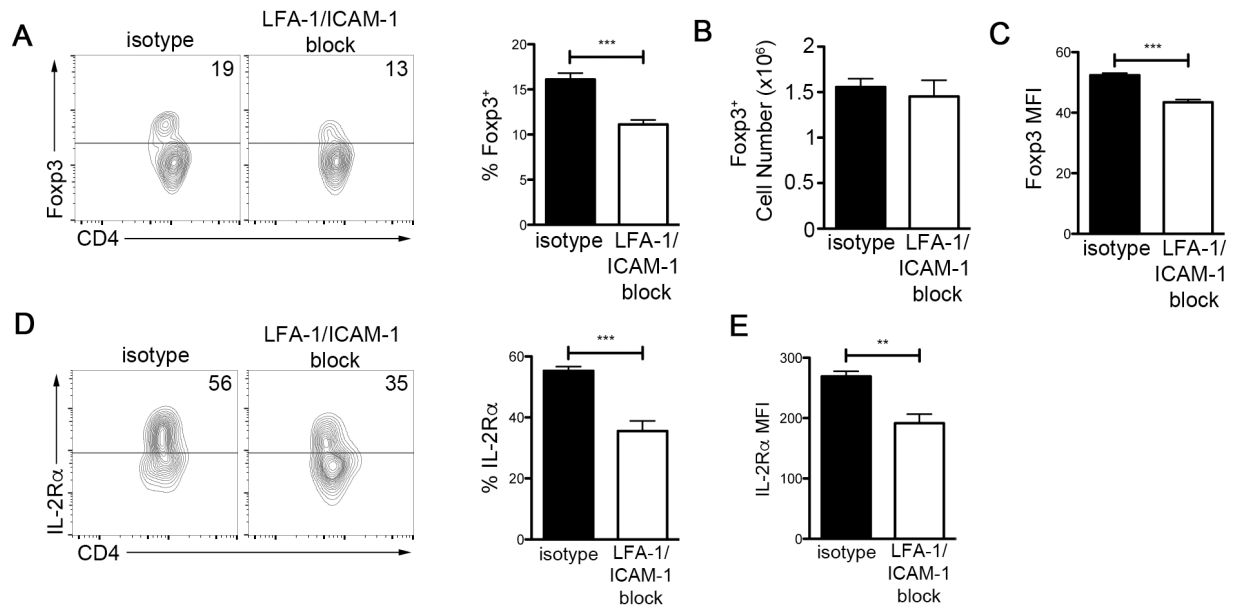 A
isotype
LFA-1/ICAM-1
block
19
13
Foxp3
CD4
20
15
10
5
0
% Foxp3⁺
***
isotype
LFA-1/
ICAM-1
block
B
2
1.5
1
0.5
0
Foxp3⁺
Cell Number (x10⁶)
isotype
LFA-1/
ICAM-1
block
C
60
40
20
0
Foxp3 MFI
***
isotype
LFA-1/
ICAM-1
block
D
isotype
LFA-1/ICAM-1
block
56
35
IL-2Rα
CD4
60
40
20
0
% IL-2Rα
***
isotype
LFA-1/
ICAM-1
block
E
300
200
100
0
IL-2Rα MFI
**
isotype
LFA-1/
ICAM-1
block